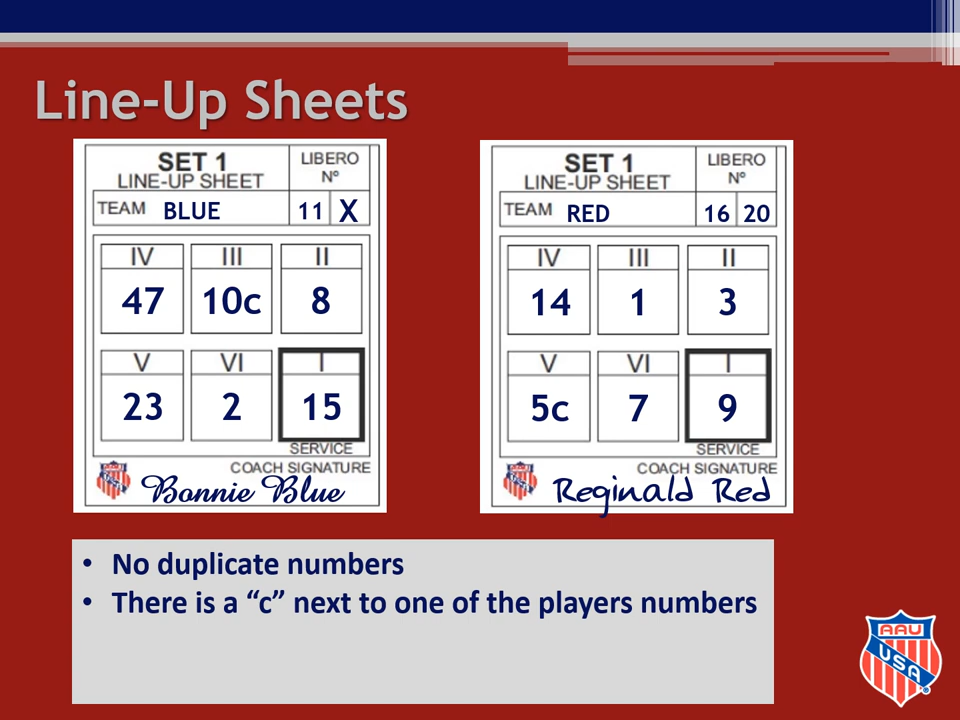 Line-Up Sheets
SET 1
LINE-UP SHEET
LIBERO
Nº
TEAM BLUE 11 X
IV III II
47 10c 8
V VI I
23 2 15
SERVICE
COACH SIGNATURE
Bonnie Blue
SET 1
LINE-UP SHEET
LIBERO
Nº
TEAM RED 16 20
IV III II
14 1 3
V VI I
5c 7 9
SERVICE
COACH SIGNATURE
Reginald Red
• No duplicate numbers
• There is a “c” next to one of the players numbers
AAU
USA